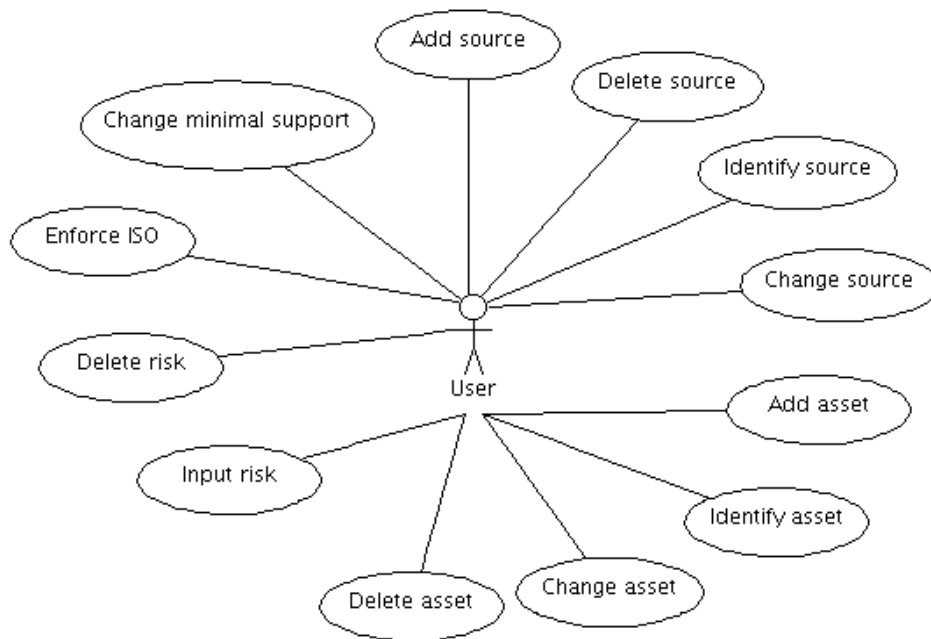 Add source
Delete source
Change minimal support
Identify source
Enforce ISO
Change source
Delete risk
User
Add asset
Input risk
Identify asset
Change asset
Delete asset